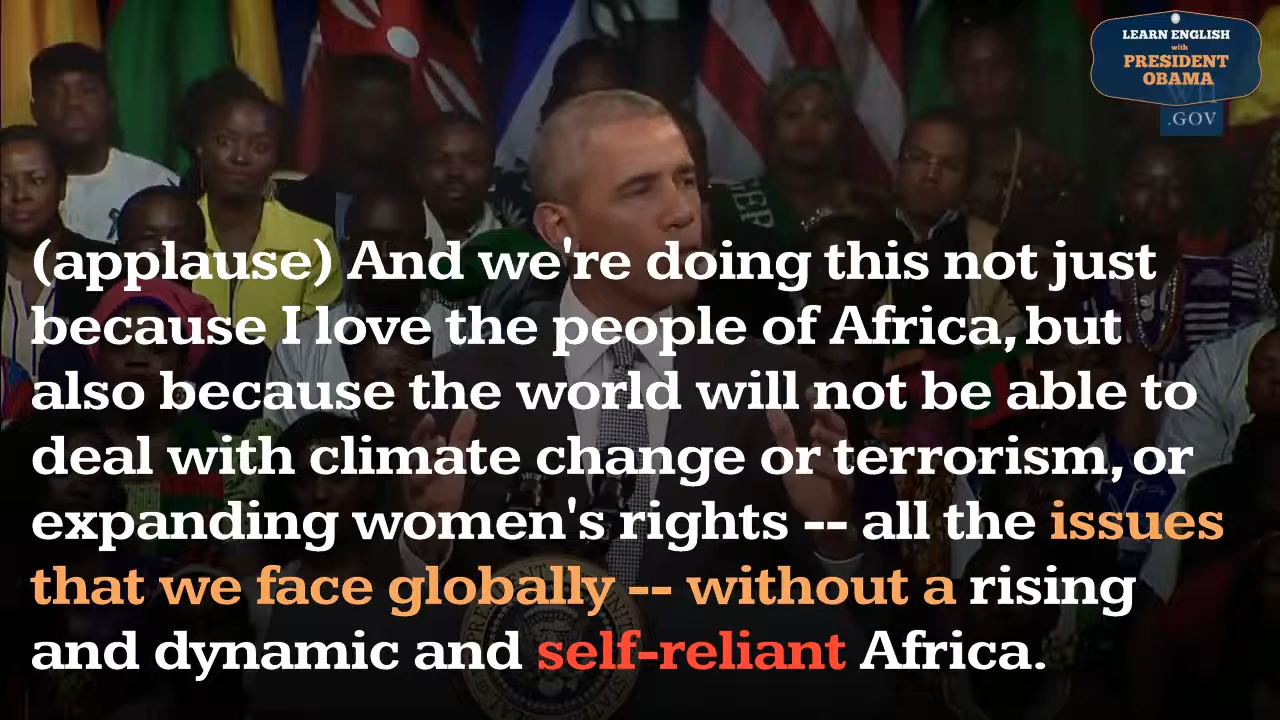 LEARN ENGLISH
with
PRESIDENT
OBAMA
WH
.GOV
(applause) And we're doing this not just
because I love the people of Africa, but
also because the world will not be able to
deal with climate change or terrorism, or
expanding women's rights -- all the issues
that we face globally -- without a rising
and dynamic and self-reliant Africa.